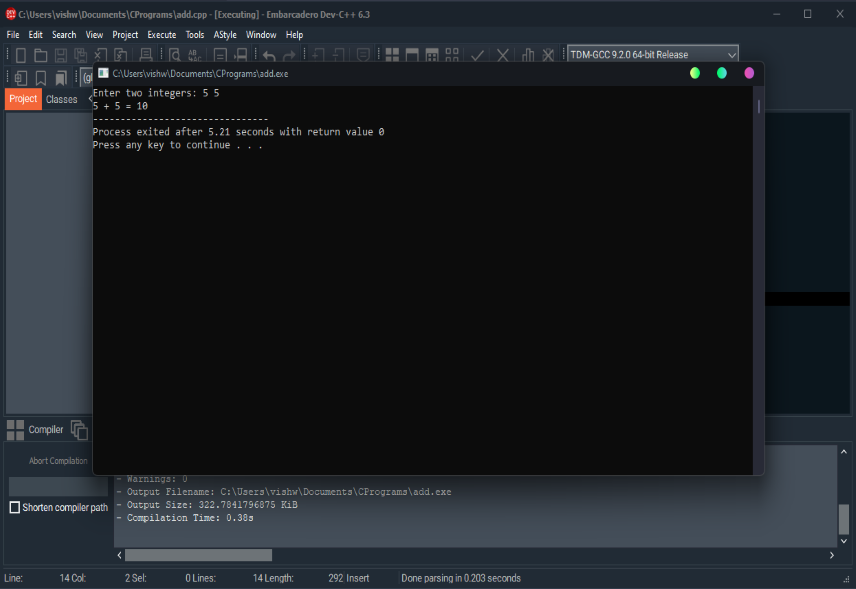 C:\Users\vishw\Documents\CPrograms\add.cpp - [Executing] - Embarcadero Dev-C++ 6.3
File Edit Search View Project Execute Tools AStyle Window Help
TDM-GCC 9.2.0 64-bit Release
C:\Users\vishw\Documents\CPrograms\add.exe
Project Classes
Enter two integers: 5 5
5 + 5 = 10
--------------------------------
Process exited after 5.21 seconds with return value 0
Press any key to continue . . .
Compiler
Abort Compilation
Shorten compiler path
- Warnings: 0
- Output Filename: C:\Users\vishw\Documents\CPrograms\add.exe
- Output Size: 322.7841796875 KiB
- Compilation Time: 0.38s
Line: 14 Col: 2 Sel: 0 Lines: 14 Length: 292 Insert Done parsing in 0.203 seconds